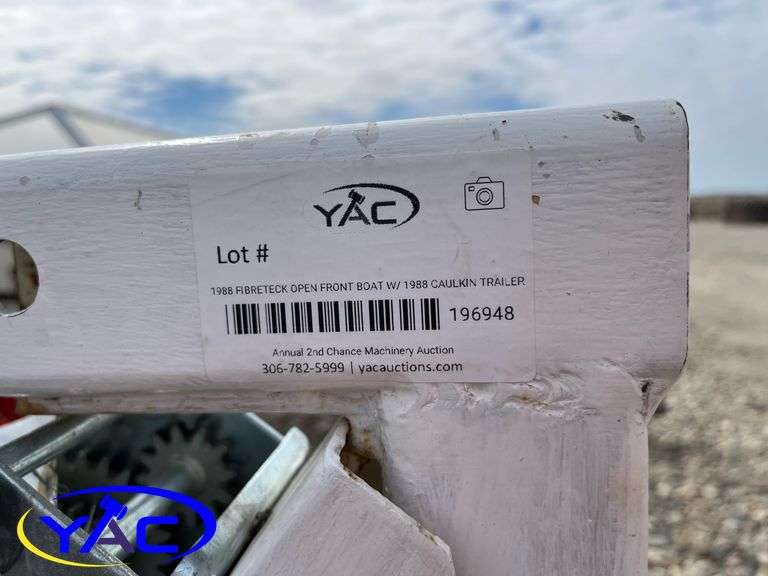 YAC
Lot #
1988 FIBRETECK OPEN FRONT BOAT W/ 1988 CAULKIN TRAILER
196948
Annual 2nd Chance Machinery Auction
306-782-5999 | yacauctions.com
YAC